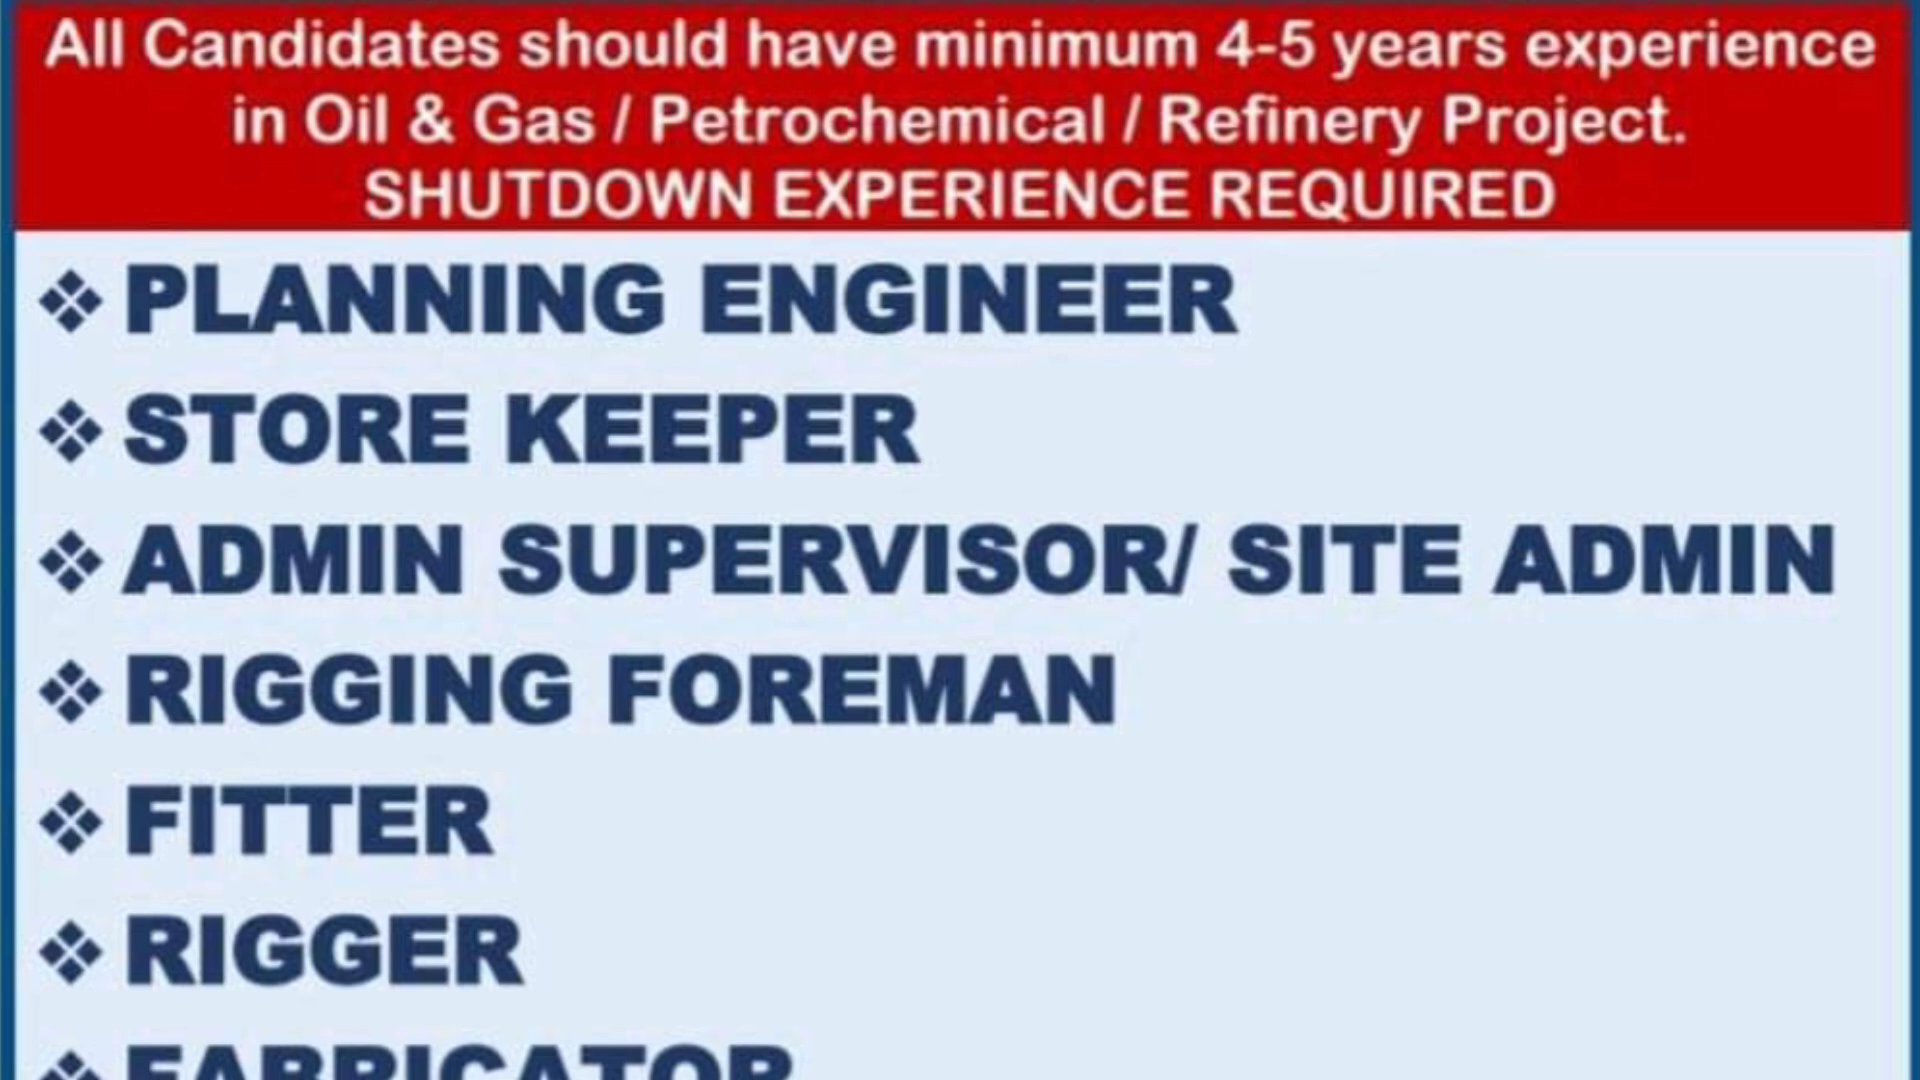 All Candidates should have minimum 4-5 years experience
in Oil & Gas / Petrochemical / Refinery Project.
SHUTDOWN EXPERIENCE REQUIRED
❖ PLANNING ENGINEER
❖ STORE KEEPER
❖ ADMIN SUPERVISOR/ SITE ADMIN
❖ RIGGING FOREMAN
❖ FITTER
❖ RIGGER
❖ FABRICATOR